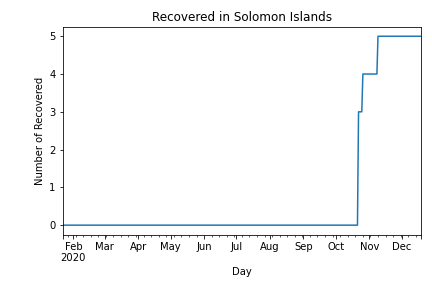 Recovered in Solomon Islands
Number of Recovered
5
4
3
2
1
0
Feb Mar Apr May Jun Jul Aug Sep Oct Nov Dec
2020
Day